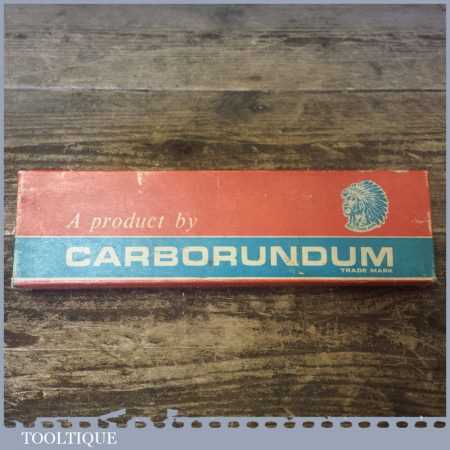 A product by
CARBORUNDUM
TRADE MARK
TOOLTIQUE